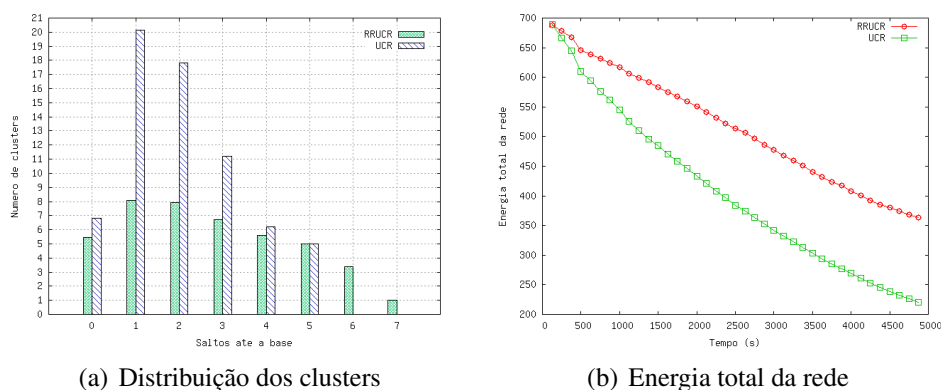 21
20
19
18
17
16
15
14
13
12
11
10
9
8
7
6
5
4
3
2
1
0
Numero de clusters
RRUCR
UCR
0 1 2 3 4 5 6 7
Saltos ate a base
(a) Distribuição dos clusters
700
650
600
550
500
450
400
350
300
250
200
Energia total da rede
RRUCR
UCR
0 500 1000 1500 2000 2500 3000 3500 4000 4500 5000
Tempo (s)
(b) Energia total da rede